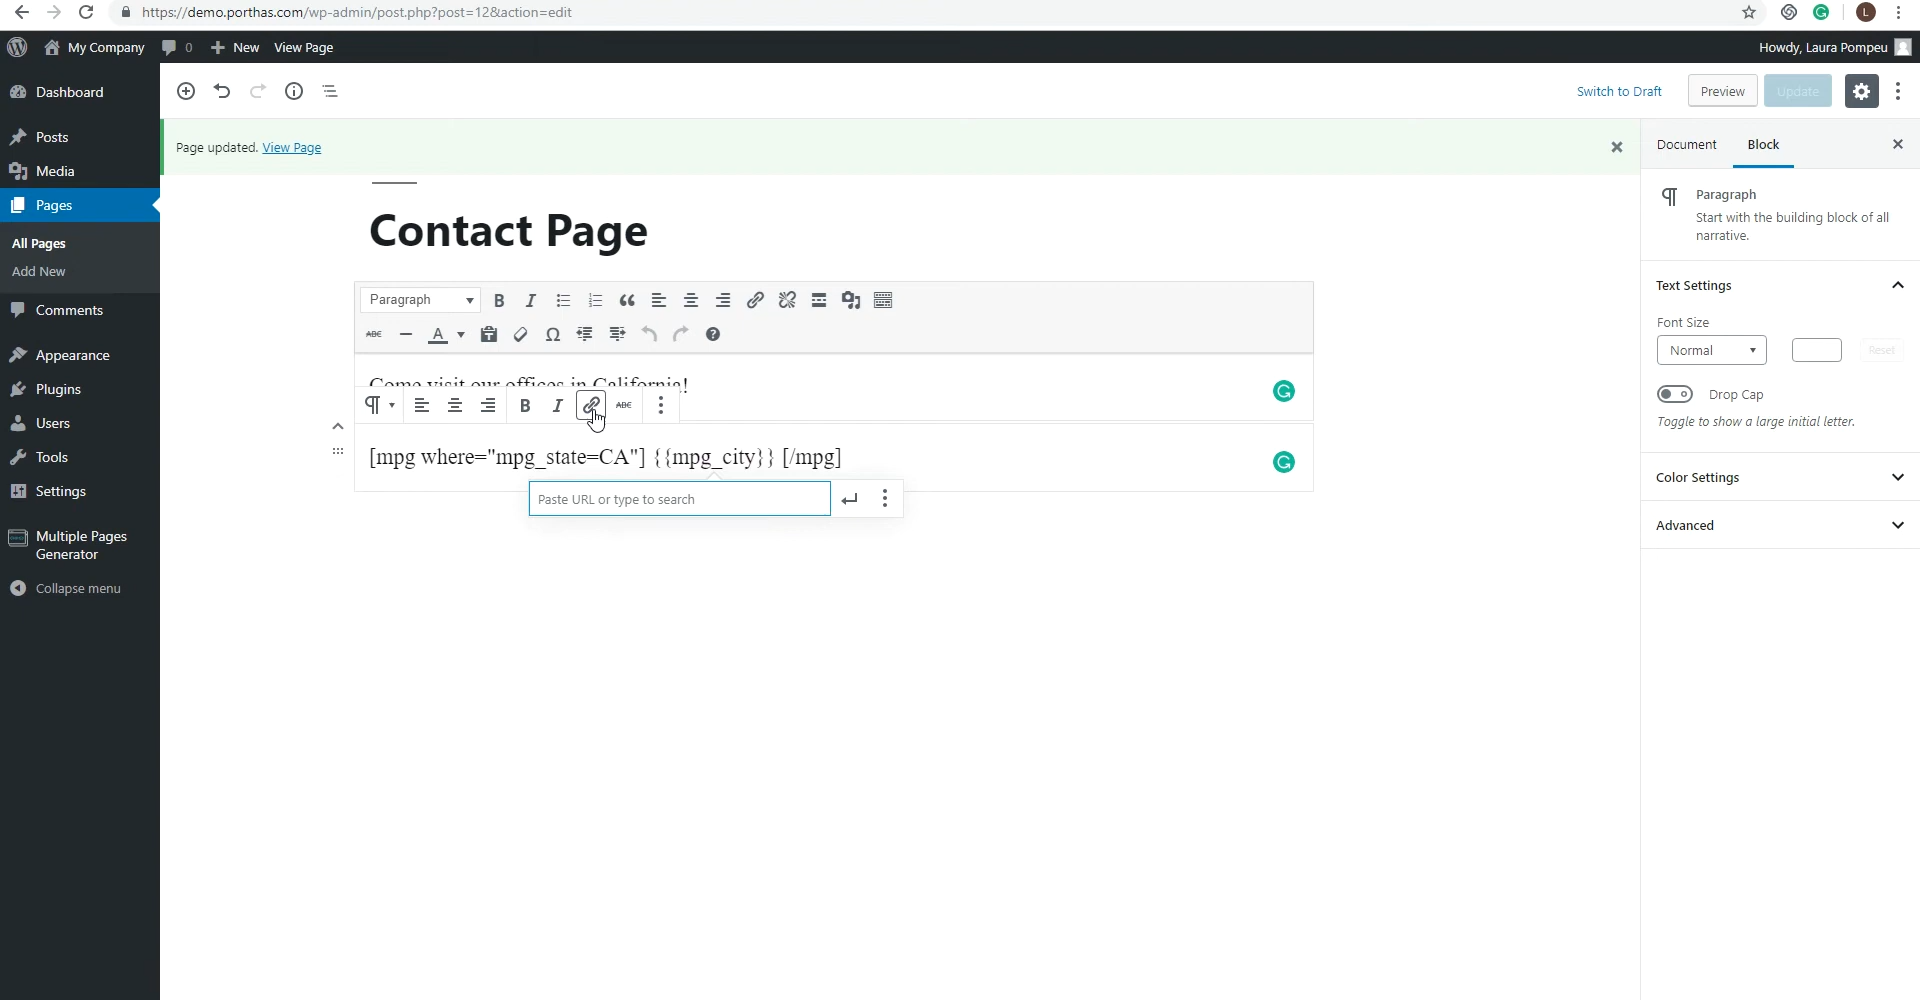 https://demo.porthas.com/wp-admin/post.php?post=12&action=edit
L
My Company
0
New
View Page
Howdy, Laura Pompeu
Dashboard
Posts
Media
Pages
All Pages
Add New
Comments
Appearance
Plugins
Users
Tools
Settings
Multiple Pages
Generator
Collapse menu
Switch to Draft
Preview
Update
Page updated. View Page
Contact Page
Paragraph
B
I
ABC
A
Come visit our offices in California!
B
I
ABC
[mpg where="mpg_state=CA"] {{mpg_city}} [/mpg]
Paste URL or type to search
Document
Block
Paragraph
Start with the building block of all
narrative.
Text Settings
Font Size
Normal
Reset
Drop Cap
Toggle to show a large initial letter.
Color Settings
Advanced